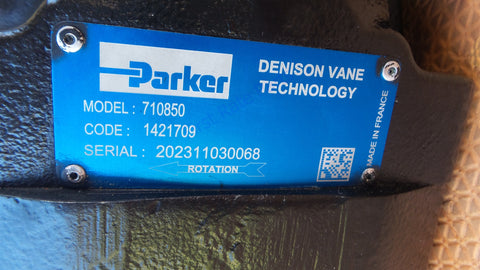 Parker
DENISON VANE
TECHNOLOGY
MODEL : 710850
CODE : 1421709
SERIAL : 202311030068
ROTATION
MADE IN FRANCE